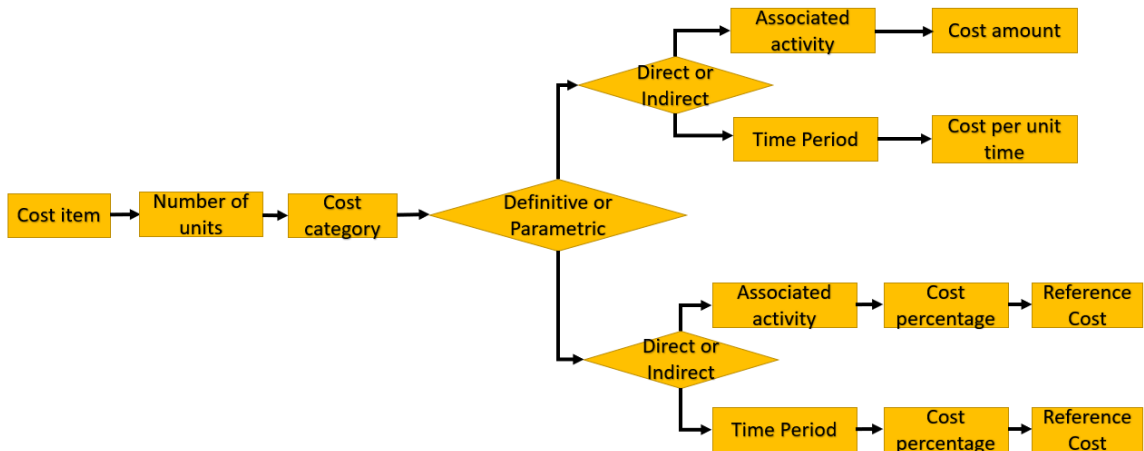 Cost item
Number of
units
Cost
category
Definitive or
Parametric
Direct or
Indirect
Associated
activity
Cost amount
Time Period
Cost per unit
time
Direct or
Indirect
Associated
activity
Cost
percentage
Reference
Cost
Time Period
Cost
percentage
Reference
Cost